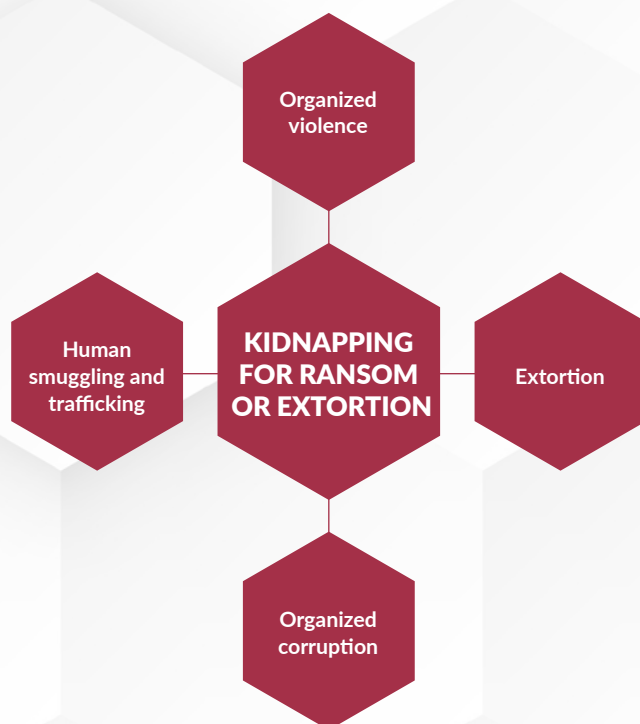 Organized
violence
Human
smuggling and
trafficking
KIDNAPPING
FOR RANSOM
OR EXTORTION
Extortion
Organized
corruption